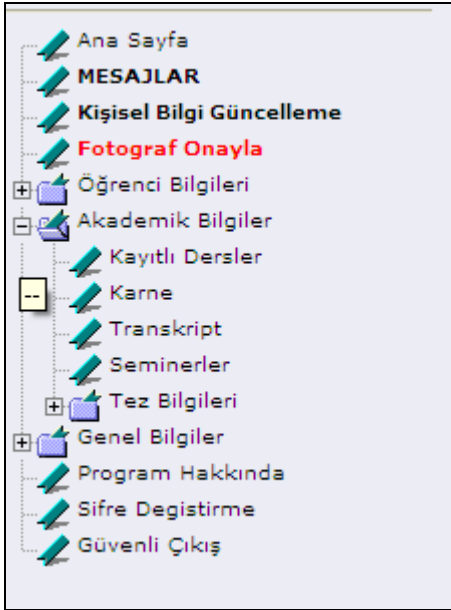 Ana Sayfa
MESAJLAR
Kişisel Bilgi Güncelleme
Fotograf Onayla
Öğrenci Bilgileri
Akademik Bilgiler
Kayıtlı Dersler
--
Karne
Transkript
Seminerler
Tez Bilgileri
Genel Bilgiler
Program Hakkında
Sifre Degistirme
Güvenli Çıkış